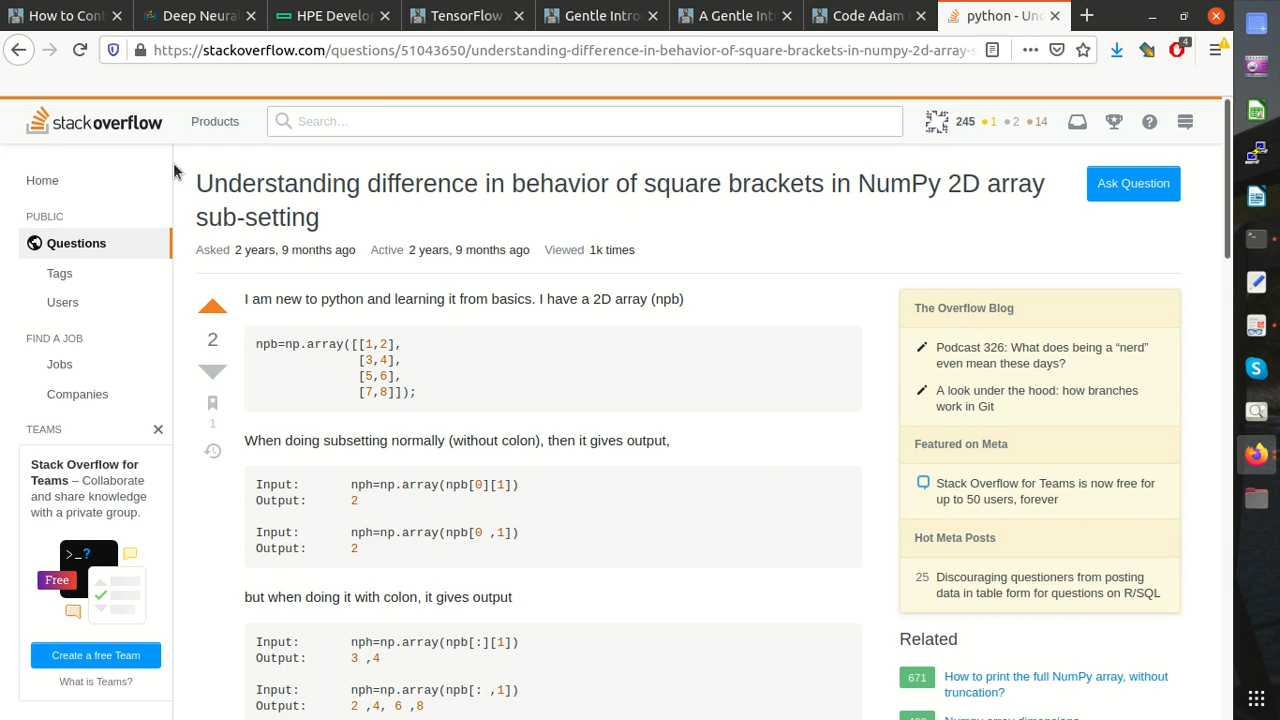 How to Cont
Deep Neura
HPE Develop
TensorFlow
Gentle Intro
A Gentle Int
Code Adam
python - Und
https://stackoverflow.com/questions/51043650/understanding-difference-in-behavior-of-square-brackets-in-numpy-2d-array-s
4
stackoverflow
Products
Search...
245 1 2 14
Home
PUBLIC
Questions
Tags
Users
FIND A JOB
Jobs
Companies
TEAMS
Stack Overflow for
Teams – Collaborate
and share knowledge
with a private group.
>_?
Free
Create a free Team
What is Teams?
Understanding difference in behavior of square brackets in NumPy 2D array
sub-setting
Ask Question
Asked 2 years, 9 months ago Active 2 years, 9 months ago Viewed 1k times
2
1
I am new to python and learning it from basics. I have a 2D array (npb)
npb=np.array([[1,2],
[3,4],
[5,6],
[7,8]]);
When doing subsetting normally (without colon), then it gives output,
Input: nph=np.array(npb[0][1])
Output: 2
Input: nph=np.array(npb[0 ,1])
Output: 2
but when doing it with colon, it gives output
Input: nph=np.array(npb[:][1])
Output: 3 ,4
Input: nph=np.array(npb[: ,1])
Output: 2 ,4, 6 ,8
The Overflow Blog
Podcast 326: What does being a “nerd”
even mean these days?
A look under the hood: how branches
work in Git
Featured on Meta
Stack Overflow for Teams is now free for
up to 50 users, forever
Hot Meta Posts
25 Discouraging questioners from posting
data in table form for questions on R/SQL
Related
671 How to print the full NumPy array, without
truncation?
Numpy array dimensions